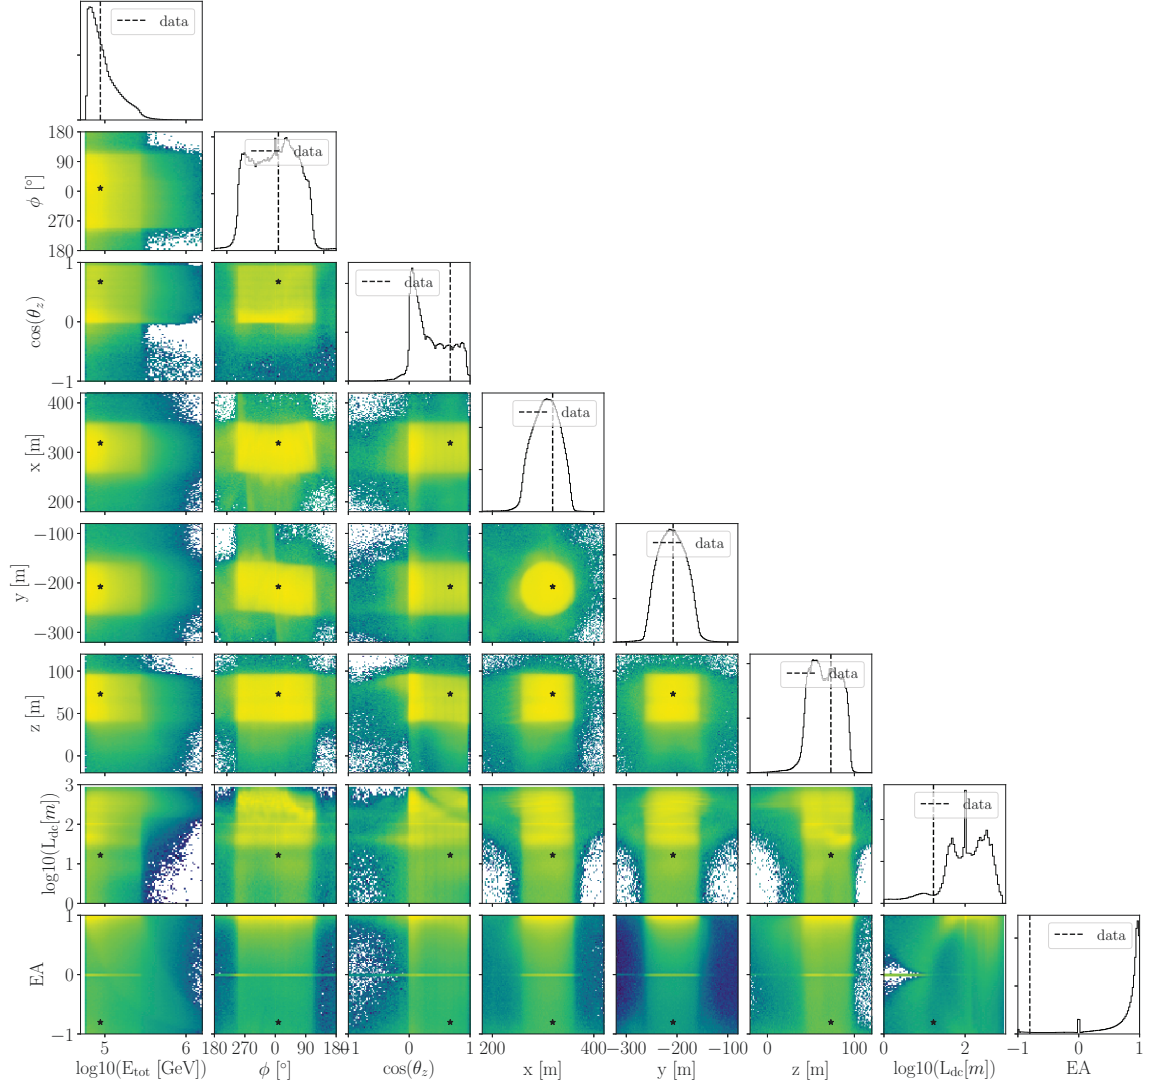 data
180
90
0
270
180
ϕ [°]
data
1
0
−1
cos(θz)
data
400
300
200
x [m]
data
−100
−200
−300
y [m]
data
100
50
0
z [m]
data
3
2
1
0
log10(Ldc[m])
data
1
0
−1
EA
data
5 6
180 270 0 90 180
−1 0 1
200 400
−300 −200 −100
0 100
0 2
−1 0 1
log10(Etot [GeV])
ϕ [°]
cos(θz)
x [m]
y [m]
z [m]
log10(Ldc[m])
EA